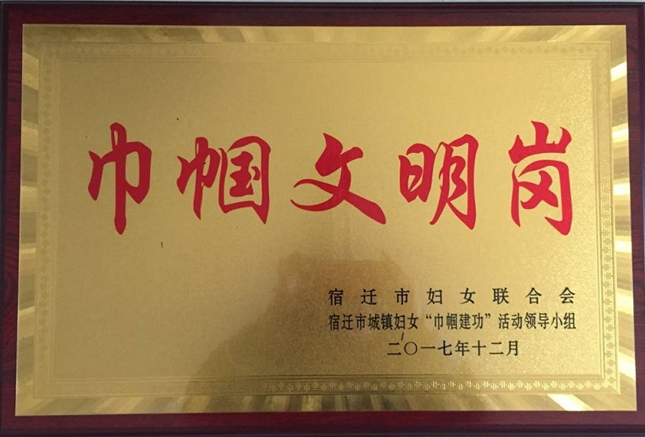 巾帼文明岗
宿迁市妇女联合会
宿迁市城镇妇女“巾帼建功”活动领导小组
二〇一七年十二月